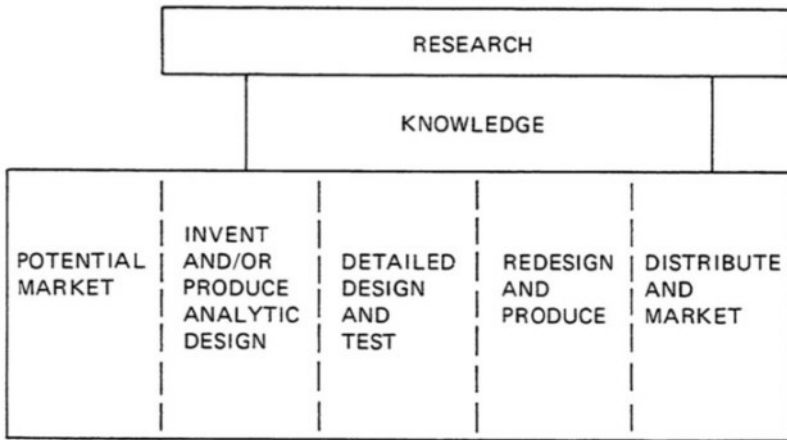 RESEARCH
KNOWLEDGE
POTENTIAL
MARKET
INVENT
AND/OR
PRODUCE
ANALYTIC
DESIGN
DETAILED
DESIGN
AND
TEST
REDESIGN
AND
PRODUCE
DISTRIBUTE
AND
MARKET